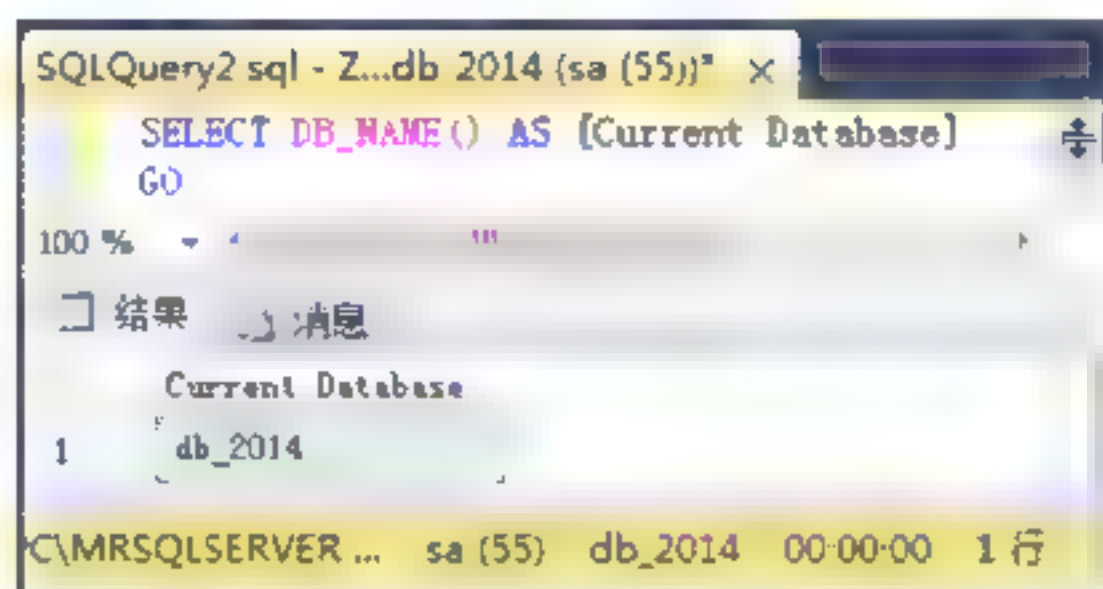 SQLQuery2 sql - Z...db 2014 (sa (55))* ×
SELECT DB_NAME() AS [Current Database]
GO
100 %
结果 消息
Current Database
1 db_2014
C\MRSQLSERVER ... sa (55) db_2014 00:00:00 1 行